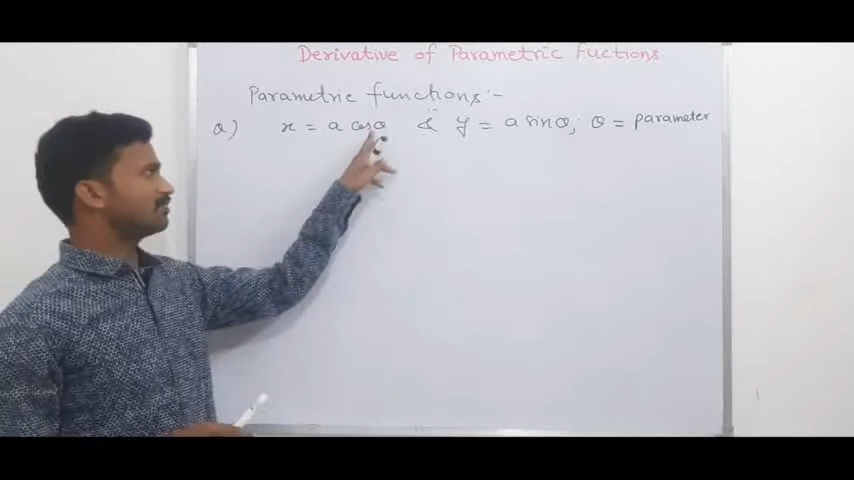 Derivative of Parametric Fuctions
Parametric functions :-
a) x = a cosθ & y = a sinθ; θ = parameter